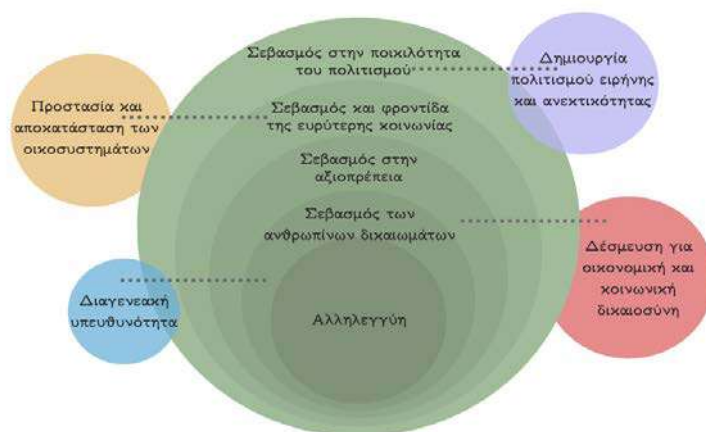 Σεβασμός στην ποικιλότητα
του πολιτισμού
Δημιουργία
πολιτισμού ειρήνης
και ανεκτικότητας
Προστασία και
αποκατάσταση των
οικοσυστημάτων
Σεβασμός και φροντίδα
της ευρύτερης κοινωνίας
Σεβασμός στην
αξιοπρέπεια
Σεβασμός των
ανθρωπίνων δικαιωμάτων
Δέσμευση για
οικονομική και
κοινωνική
δικαιοσύνη
Διαγενεακή
υπευθυνότητα
Αλληλεγγύη